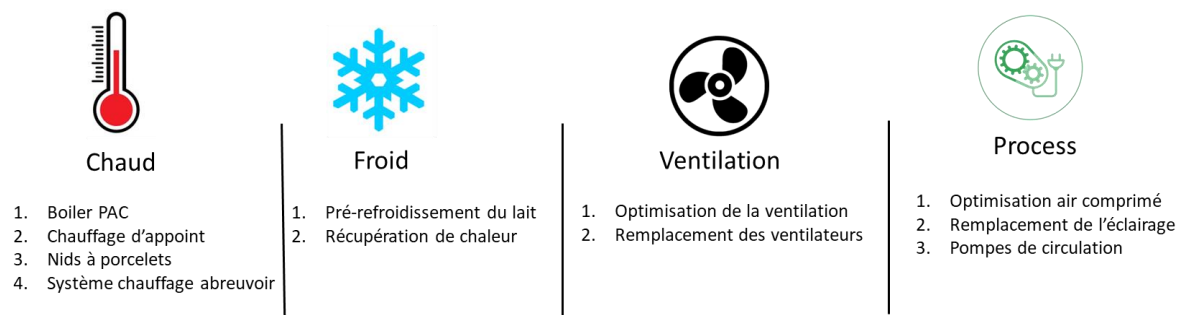 Chaud
1. Boiler PAC
2. Chauffage d'appoint
3. Nids à porcelets
4. Système chauffage abreuvoir
Froid
1. Pré-refroidissement du lait
2. Récupération de chaleur
Ventilation
1. Optimisation de la ventilation
2. Remplacement des ventilateurs
Process
1. Optimisation air comprimé
2. Remplacement de l'éclairage
3. Pompes de circulation